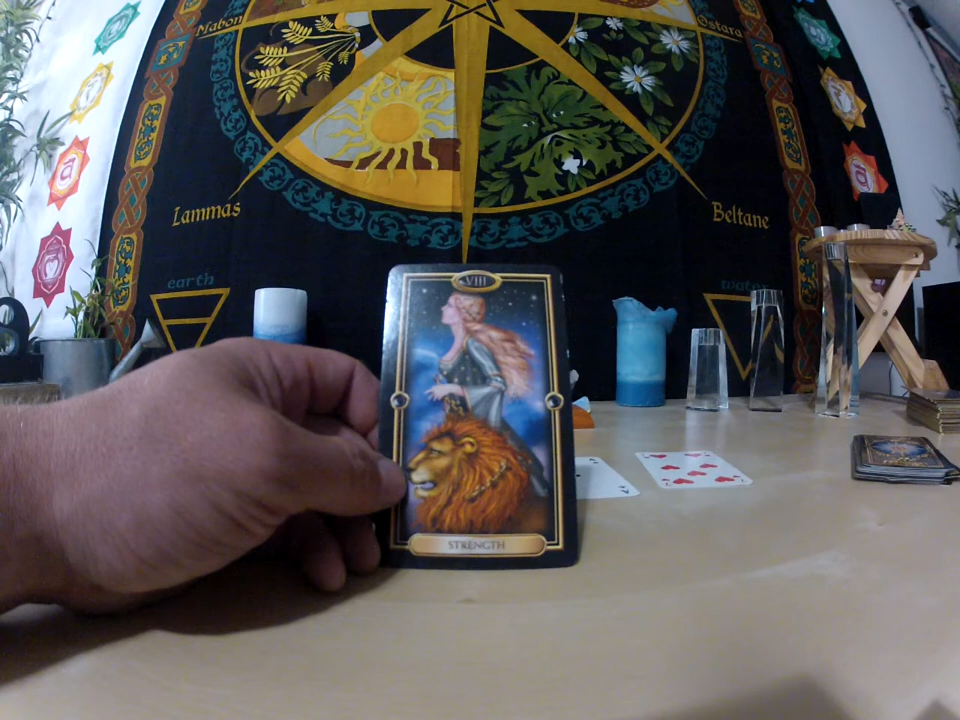 Mabon
Ostara
Lammas
Beltane
earth
water
VIII
STRENGTH